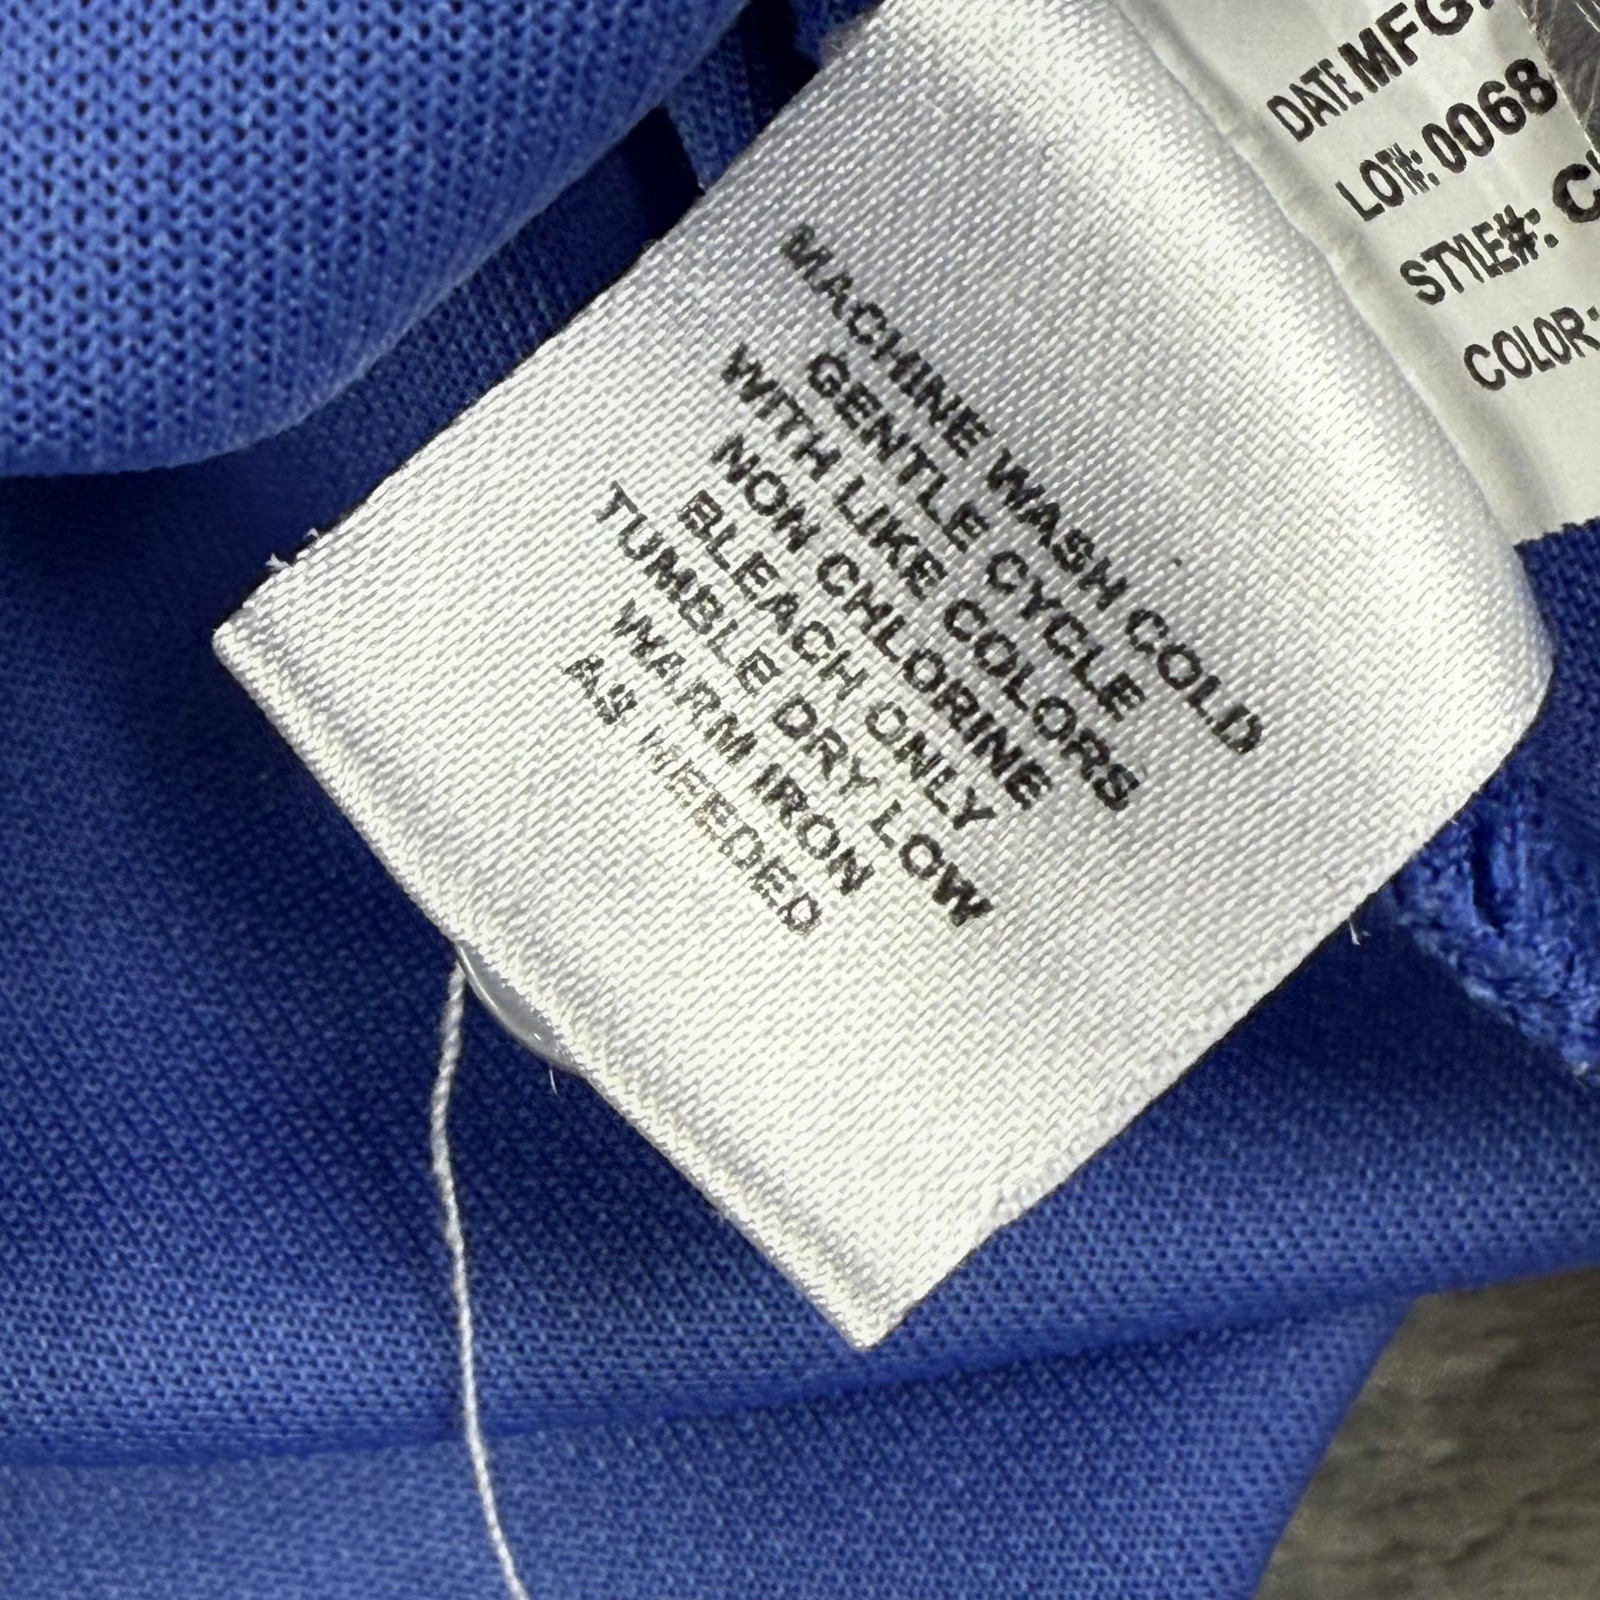 MACHINE WASH COLD
GENTLE CYCLE
WITH LIKE COLORS
NON CHLORINE
BLEACH ONLY
TUMBLE DRY LOW
WARM IRON
AS NEEDED
DATE MFG.
LOT#: 0068
STYLE#: C
COLOR: